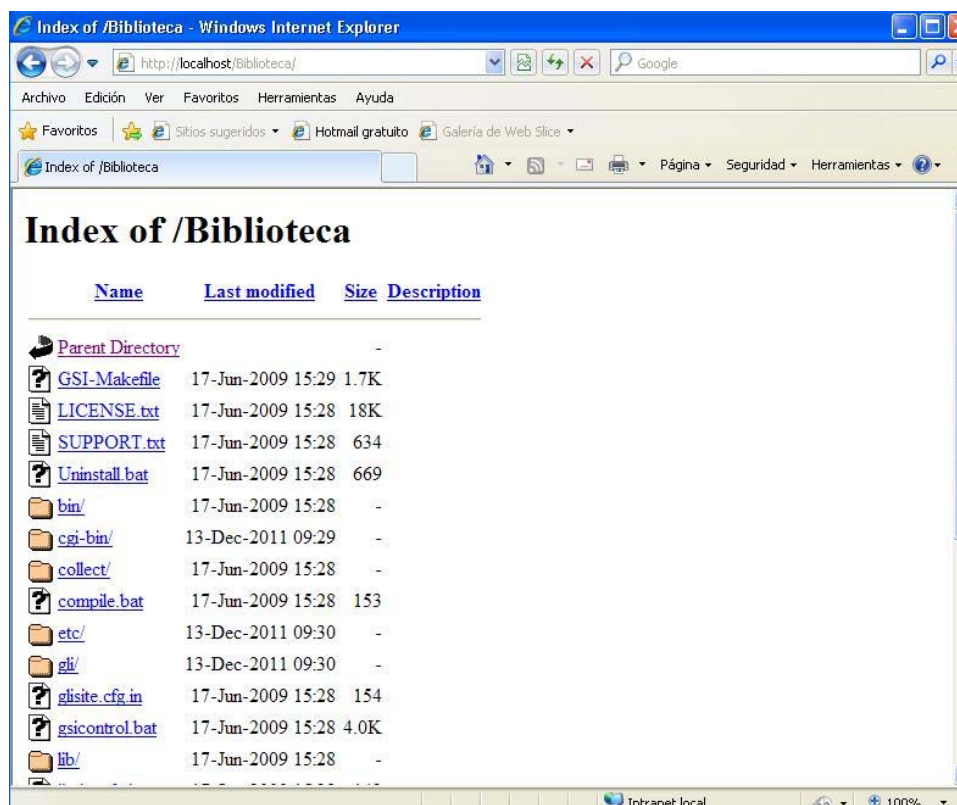 Index of /Biblioteca - Windows Internet Explorer
http://localhost/Biblioteca/ Google
Archivo Edición Ver Favoritos Herramientas Ayuda
Favoritos Sitios sugeridos Hotmail gratuito Galería de Web Slice
Index of /Biblioteca Página Seguridad Herramientas
Index of /Biblioteca
Name Last modified Size Description
Parent Directory -
GSI-Makefile 17-Jun-2009 15:29 1.7K
LICENSE.txt 17-Jun-2009 15:28 18K
SUPPORT.txt 17-Jun-2009 15:28 634
Uninstall.bat 17-Jun-2009 15:28 669
bin/ 17-Jun-2009 15:28 -
cgi-bin/ 13-Dec-2011 09:29 -
collect/ 17-Jun-2009 15:28 -
compile.bat 17-Jun-2009 15:28 153
etc/ 13-Dec-2011 09:30 -
gli/ 13-Dec-2011 09:30 -
glisite.cfg.in 17-Jun-2009 15:28 154
gsicontrol.bat 17-Jun-2009 15:28 4.0K
lib/ 17-Jun-2009 15:28 -
Intranet local 100%